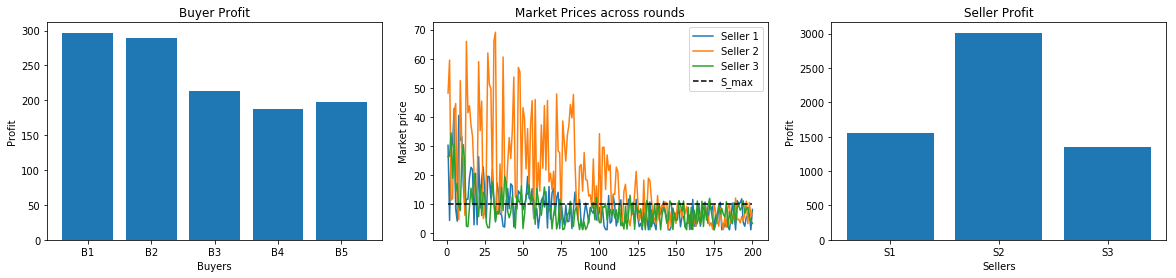 Buyer Profit
300
250
200
150
100
50
0
Profit
B1 B2 B3 B4 B5
Buyers
Market Prices across rounds
70
60
50
40
30
20
10
0
Market price
Seller 1
Seller 2
Seller 3
S_max
0 25 50 75 100 125 150 175 200
Round
Seller Profit
3000
2500
2000
1500
1000
500
0
Profit
S1 S2 S3
Sellers